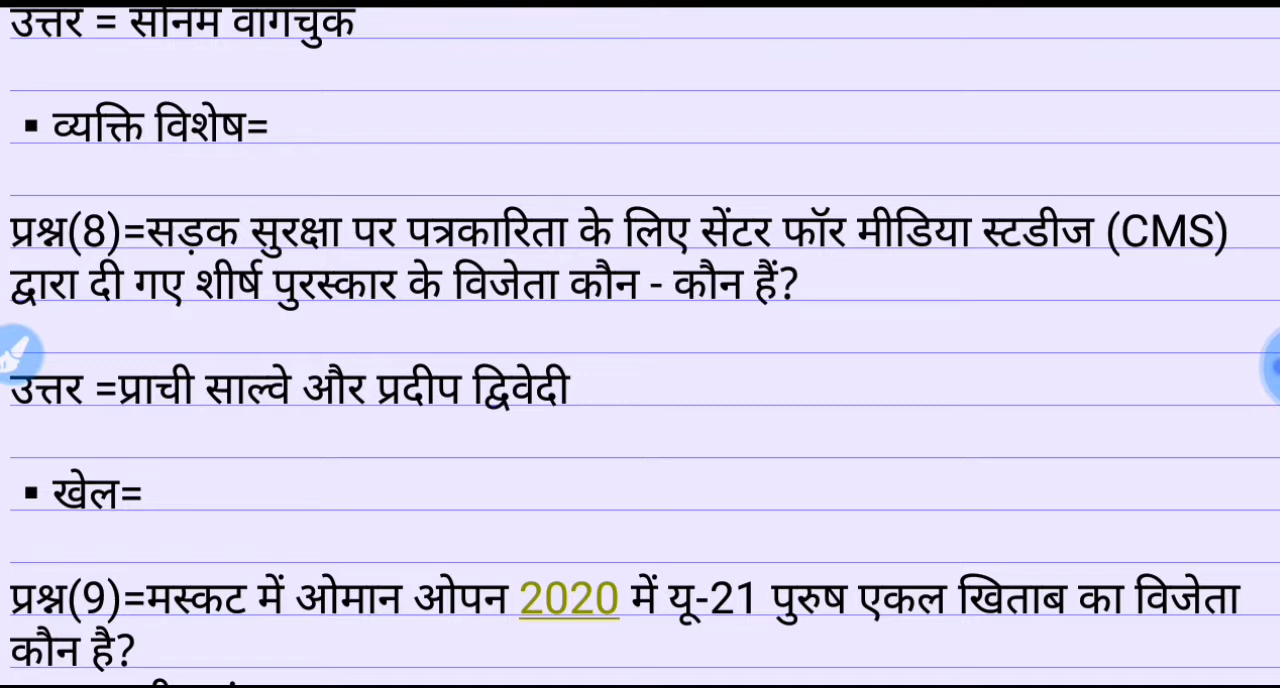 उत्तर = सोनम वांगचुक
▪ व्यक्ति विशेष=
प्रश्न(8)=सड़क सुरक्षा पर पत्रकारिता के लिए सेंटर फॉर मीडिया स्टडीज (CMS)
द्वारा दी गए शीर्ष पुरस्कार के विजेता कौन - कौन हैं?
उत्तर =प्राची साल्वे और प्रदीप द्विवेदी
▪ खेल=
प्रश्न(9)=मस्कट में ओमान ओपन 2020 में यू-21 पुरुष एकल खिताब का विजेता
कौन है?